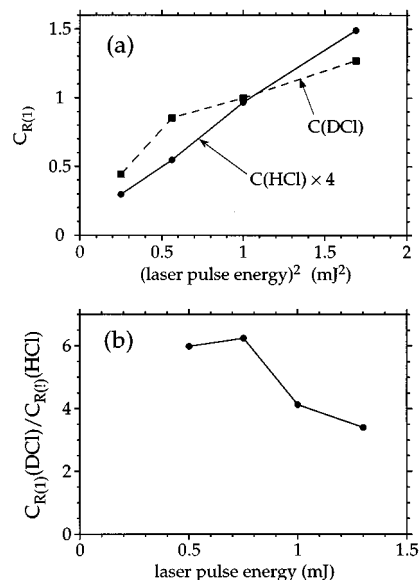 (a)
1.5
1
0.5
0
C_R(1)
C(DCl)
C(HCl) × 4
0 0.5 1 1.5 2
(laser pulse energy)² (mJ²)
(b)
6
4
2
0
C_R(1)(DCl)/C_R(!)(HCl)
0 0.5 1 1.5
laser pulse energy (mJ)